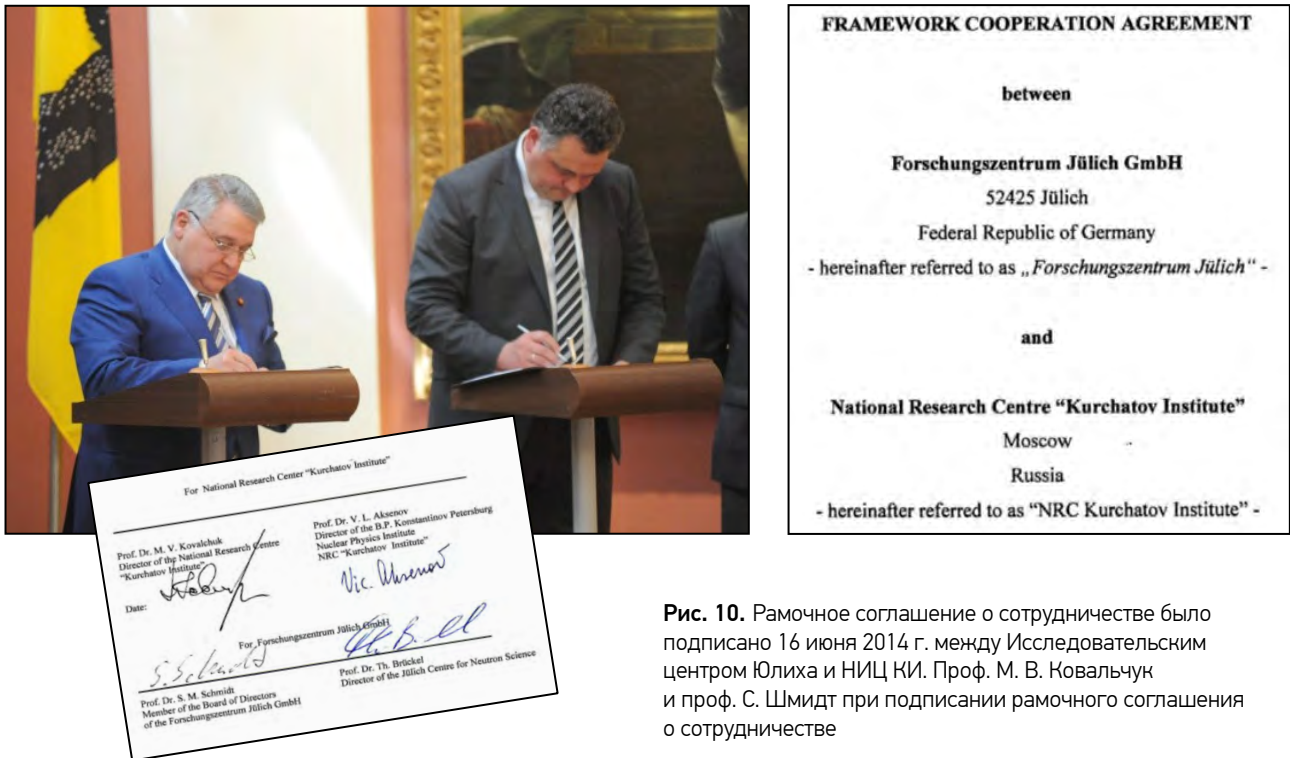 FRAMEWORK COOPERATION AGREEMENT
between
Forschungszentrum Jülich GmbH
52425 Jülich
Federal Republic of Germany
- hereinafter referred to as „Forschungszentrum Jülich“ -
and
National Research Centre “Kurchatov Institute”
Moscow
Russia
- hereinafter referred to as “NRC Kurchatov Institute” -
For National Research Center “Kurchatov Institute”
Prof. Dr. M. V. Kovalchuk
Director of the National Research Centre
“Kurchatov Institute”
Date:
Prof. Dr. V. L. Aksenov
Director of the B.P. Konstantinov Petersburg
Nuclear Physics Institute
NRC “Kurchatov Institute”
Vic. Aksenov
For Forschungszentrum Jülich GmbH
Prof. Dr. S. M. Schmidt
Member of the Board of Directors
of the Forschungszentrum Jülich GmbH
Prof. Dr. Th. Brückel
Director of the Jülich Centre for Neutron Science
Рис. 10. Рамочное соглашение о сотрудничестве было
подписано 16 июня 2014 г. между Исследовательским
центром Юлиха и НИЦ КИ. Проф. М. В. Ковальчук
и проф. С. Шмидт при подписании рамочного соглашения
о сотрудничестве